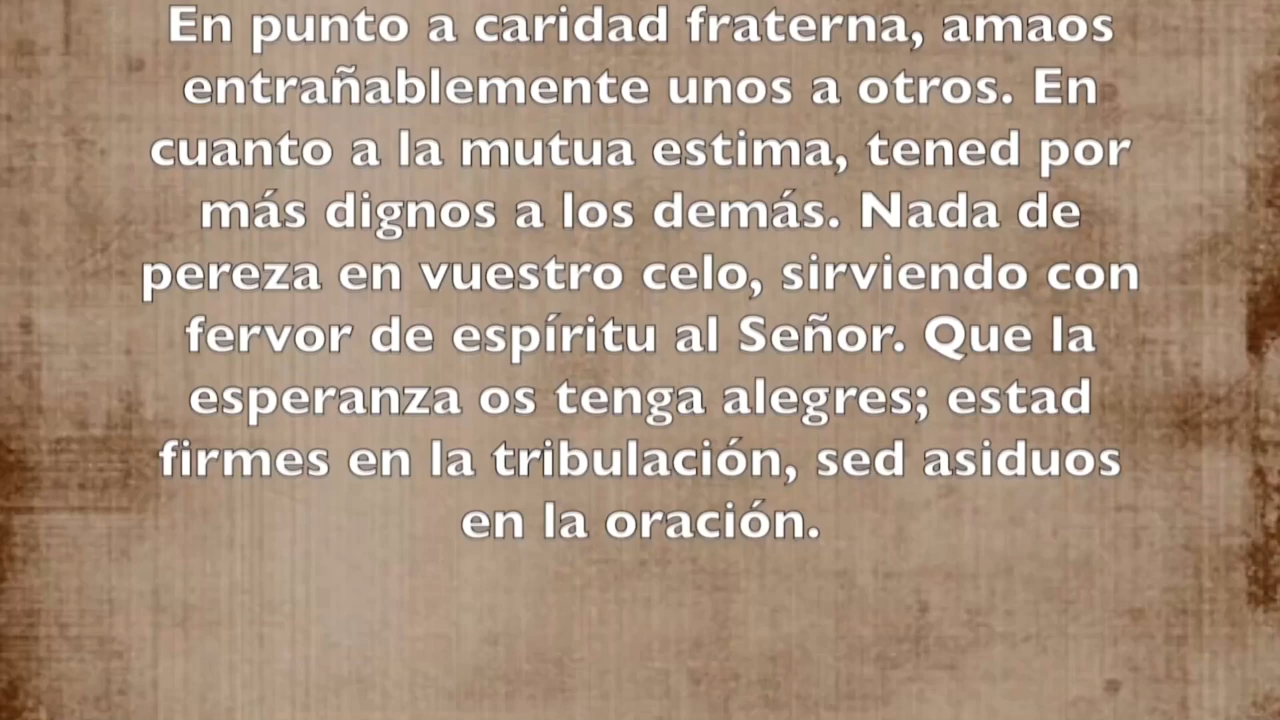 En punto a caridad fraterna, amaos
entrañablemente unos a otros. En
cuanto a la mutua estima, tened por
más dignos a los demás. Nada de
pereza en vuestro celo, sirviendo con
fervor de espíritu al Señor. Que la
esperanza os tenga alegres; estad
firmes en la tribulación, sed asiduos
en la oración.